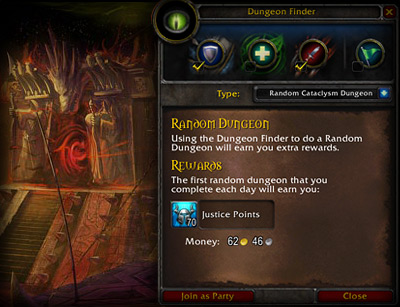 Dungeon Finder
Type: Random Cataclysm Dungeon
Random Dungeon
Using the Dungeon Finder to do a Random
Dungeon will earn you extra rewards.
Rewards
The first random dungeon that you
complete each day will earn you:
Justice Points
70
Money: 62 46
Join as Party Close